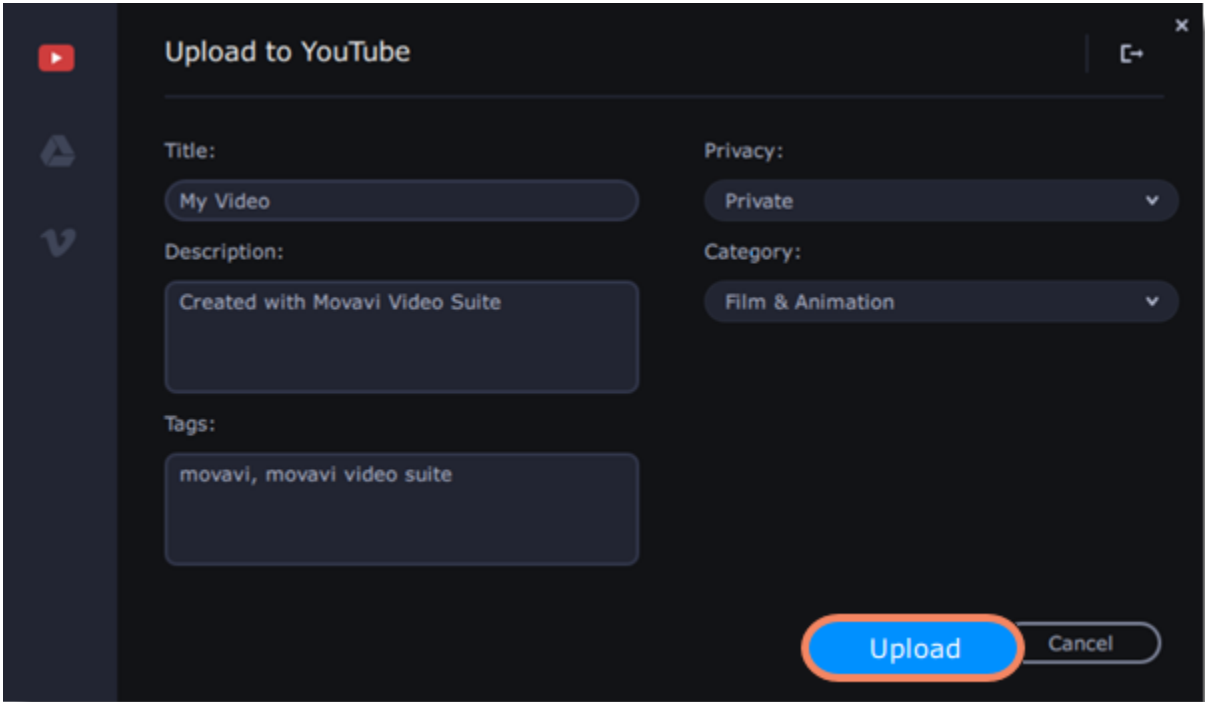 Upload to YouTube
Title:
My Video
Description:
Created with Movavi Video Suite
Tags:
movavi, movavi video suite
Privacy:
Private
Category:
Film & Animation
Upload
Cancel